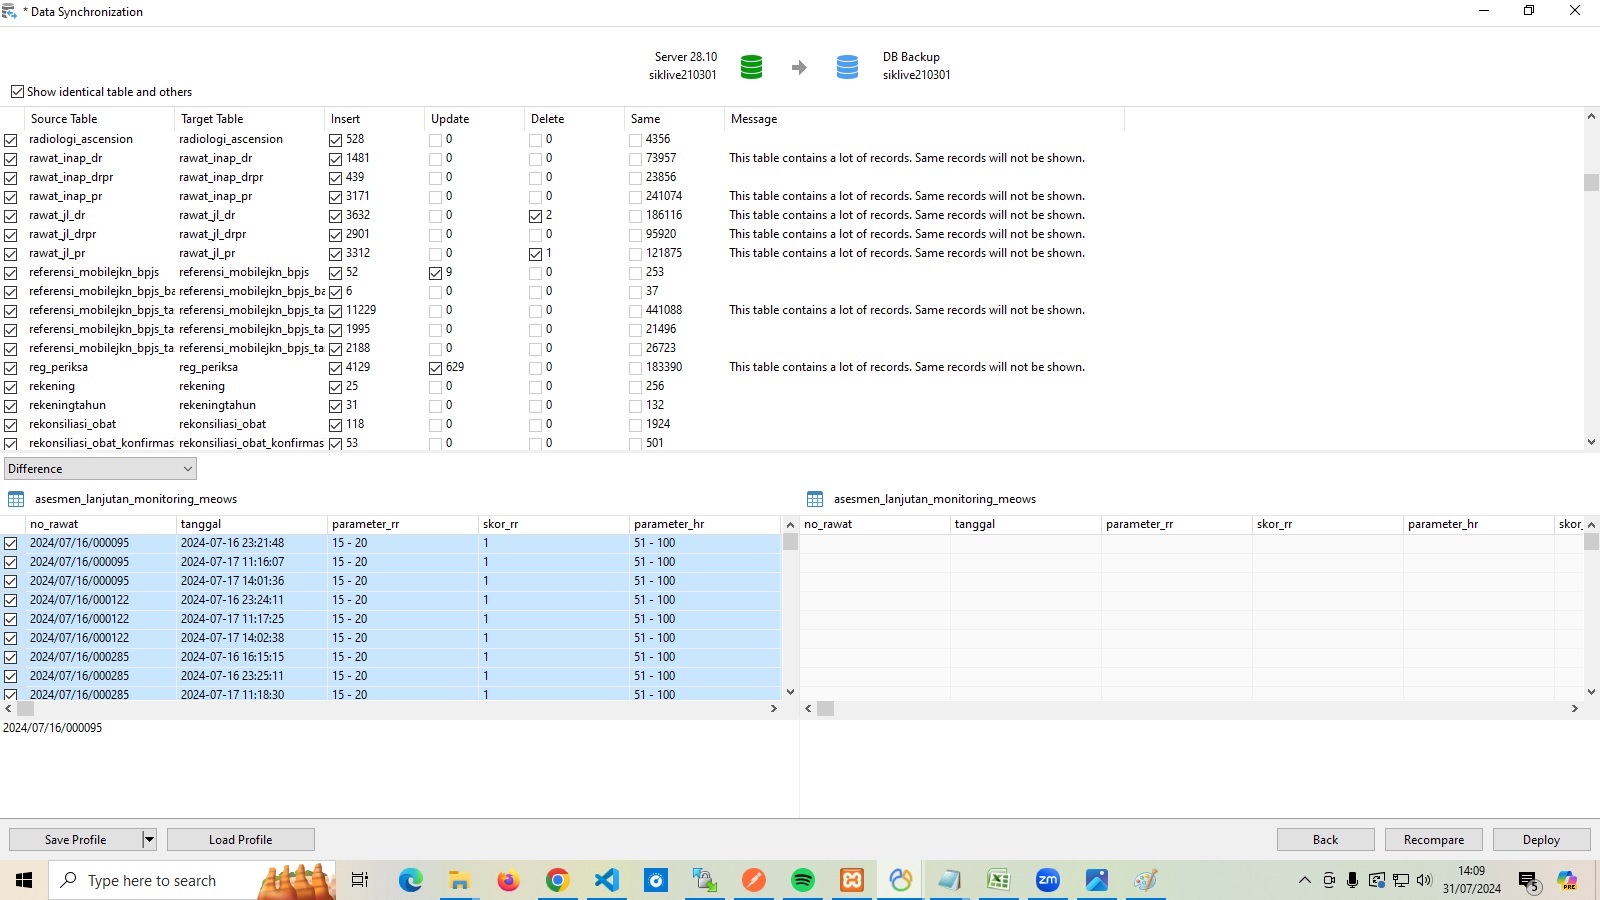 * Data Synchronization
Server 28.10
siklive210301
DB Backup
siklive210301
Show identical table and others
Source Table Target Table Insert Update Delete Same Message
radiologi_ascension radiologi_ascension 528 0 0 4356
rawat_inap_dr rawat_inap_dr 1481 0 0 73957 This table contains a lot of records. Same records will not be shown.
rawat_inap_drpr rawat_inap_drpr 439 0 0 23856
rawat_inap_pr rawat_inap_pr 3171 0 0 241074 This table contains a lot of records. Same records will not be shown.
rawat_jl_dr rawat_jl_dr 3632 0 2 186116 This table contains a lot of records. Same records will not be shown.
rawat_jl_drpr rawat_jl_drpr 2901 0 0 95920 This table contains a lot of records. Same records will not be shown.
rawat_jl_pr rawat_jl_pr 3312 0 1 121875 This table contains a lot of records. Same records will not be shown.
referensi_mobilejkn_bpjs referensi_mobilejkn_bpjs 52 9 0 253
referensi_mobilejkn_bpjs_ba referensi_mobilejkn_bpjs_ba 6 0 0 37
referensi_mobilejkn_bpjs_ta referensi_mobilejkn_bpjs_ta 11229 0 0 441088 This table contains a lot of records. Same records will not be shown.
referensi_mobilejkn_bpjs_ta referensi_mobilejkn_bpjs_ta 1995 0 0 21496
referensi_mobilejkn_bpjs_ta referensi_mobilejkn_bpjs_ta 2188 0 0 26723
reg_periksa reg_periksa 4129 629 0 183390 This table contains a lot of records. Same records will not be shown.
rekening rekening 25 0 0 256
rekeningtahun rekeningtahun 31 0 0 132
rekonsiliasi_obat rekonsiliasi_obat 118 0 0 1924
rekonsiliasi_obat_konfirmas rekonsiliasi_obat_konfirmas 53 0 0 501
Difference
asesmen_lanjutan_monitoring_meows
no_rawat tanggal parameter_rr skor_rr parameter_hr
2024/07/16/000095 2024-07-16 23:21:48 15 - 20 1 51 - 100
2024/07/16/000095 2024-07-17 11:16:07 15 - 20 1 51 - 100
2024/07/16/000095 2024-07-17 14:01:36 15 - 20 1 51 - 100
2024/07/16/000122 2024-07-16 23:24:11 15 - 20 1 51 - 100
2024/07/16/000122 2024-07-17 11:17:25 15 - 20 1 51 - 100
2024/07/16/000122 2024-07-17 14:02:38 15 - 20 1 51 - 100
2024/07/16/000285 2024-07-16 16:15:15 15 - 20 1 51 - 100
2024/07/16/000285 2024-07-16 23:25:11 15 - 20 1 51 - 100
2024/07/16/000285 2024-07-17 11:18:30 15 - 20 1 51 - 100
asesmen_lanjutan_monitoring_meows
no_rawat tanggal parameter_rr skor_rr parameter_hr skor_
2024/07/16/000095
Save Profile Load Profile Back Recompare Deploy
Type here to search
zm
14:09
31/07/2024
5
PRE